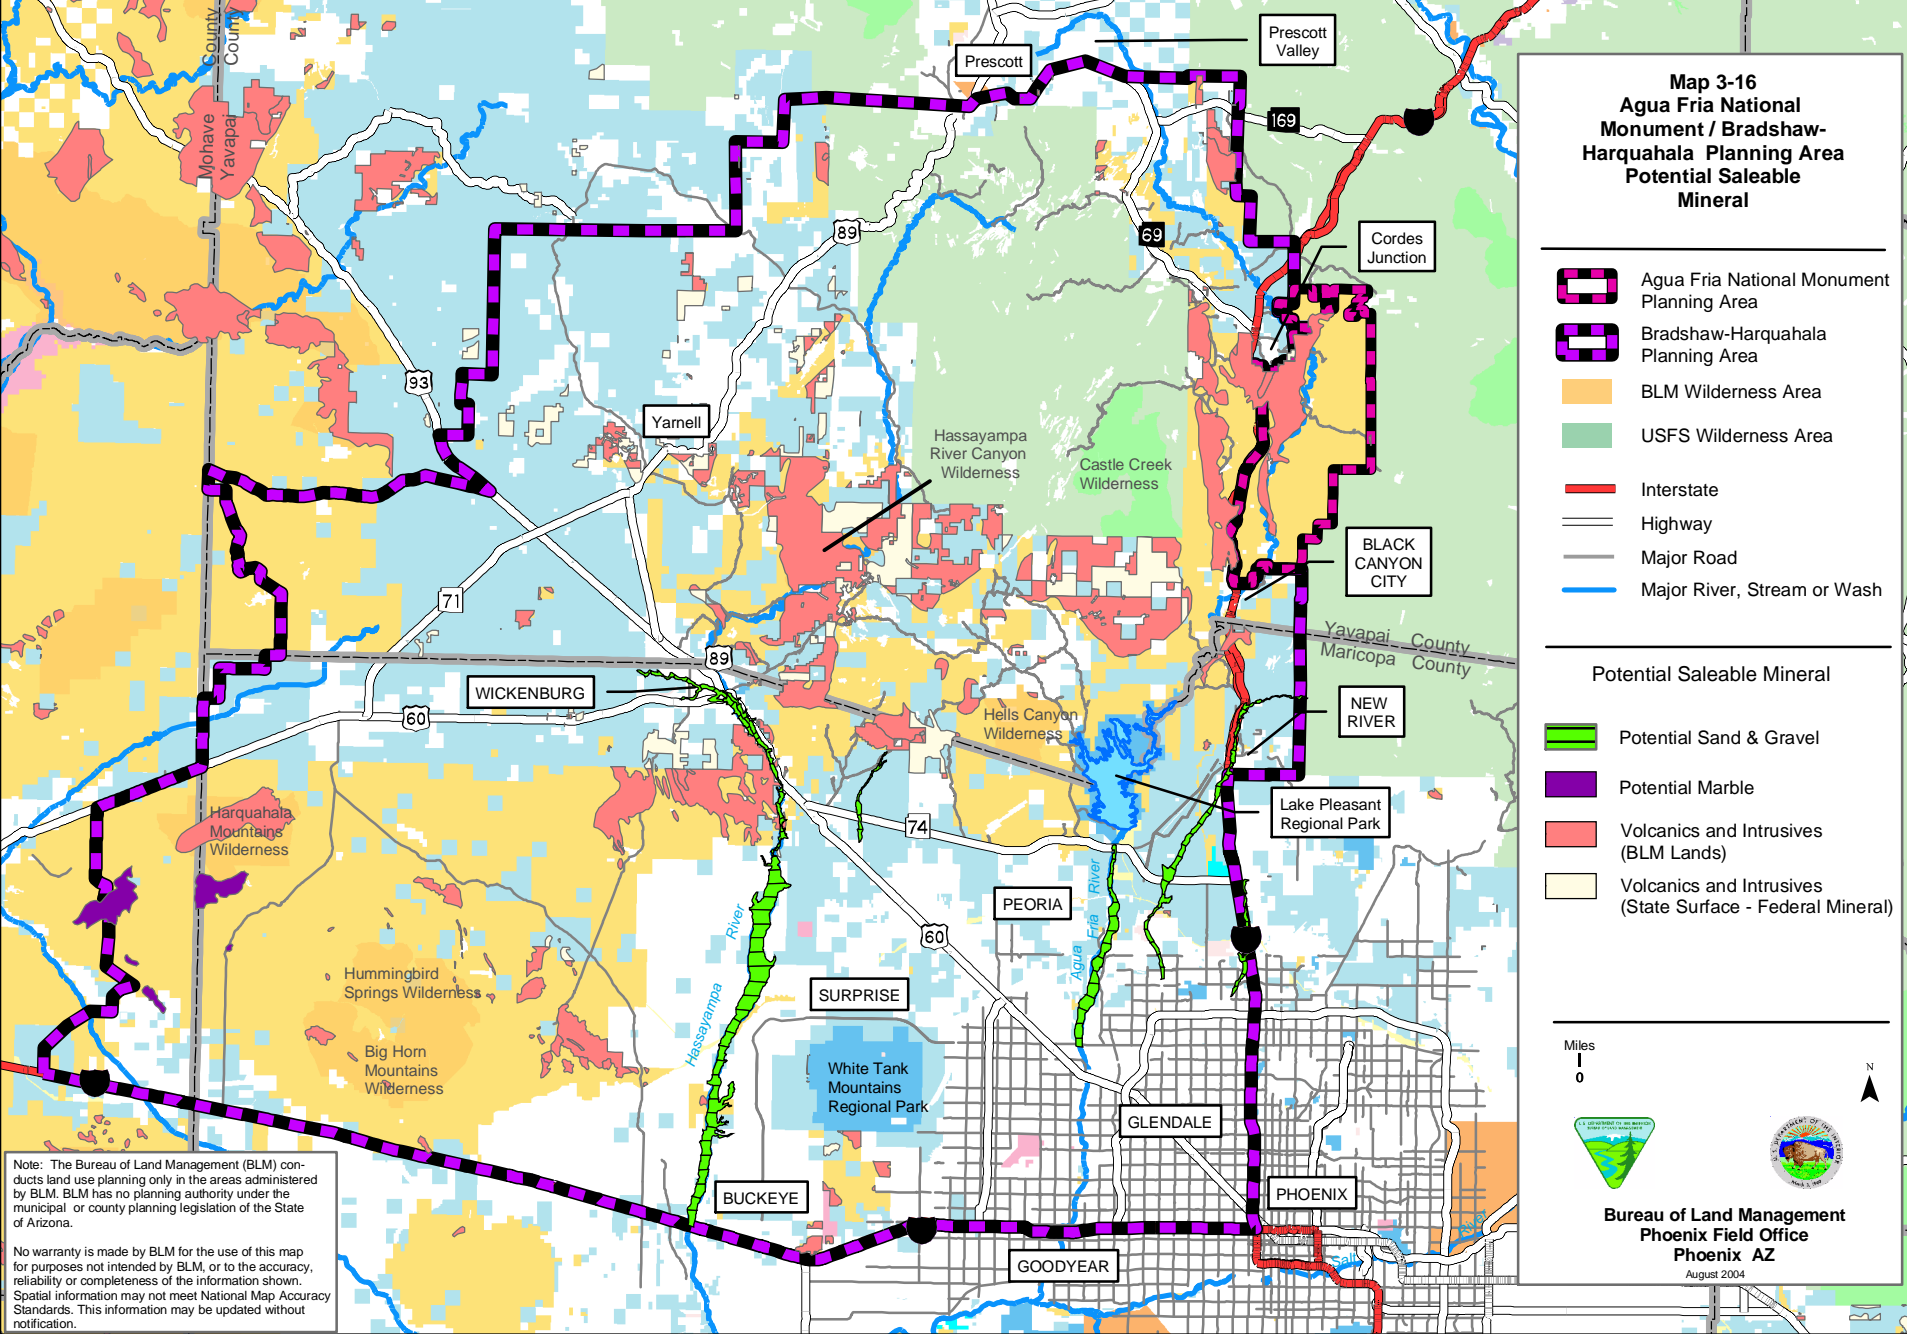 Map 3-16
Agua Fria National
Monument / Bradshaw-
Harquahala Planning Area
Potential Saleable
Mineral
Agua Fria National Monument
Planning Area
Bradshaw-Harquahala
Planning Area
BLM Wilderness Area
USFS Wilderness Area
Interstate
Highway
Major Road
Major River, Stream or Wash
Potential Saleable Mineral
Potential Sand & Gravel
Potential Marble
Volcanics and Intrusives
(BLM Lands)
Volcanics and Intrusives
(State Surface - Federal Mineral)
Miles
0
N
Bureau of Land Management
Phoenix Field Office
Phoenix AZ
August 2004
County
County
Mohave
Yavapai
Prescott
Prescott
Valley
169
89
69
Cordes
Junction
93
Yarnell
Hassayampa
River Canyon
Wilderness
Castle Creek
Wilderness
BLACK
CANYON
CITY
71
Yavapai County
Maricopa County
89
WICKENBURG
60
Hells Canyon
Wilderness
NEW
RIVER
Lake Pleasant
Regional Park
Harquahala
Mountains
Wilderness
74
PEORIA
River
Hassayampa
River
Fria
Agua
60
Hummingbird
Springs Wilderness
SURPRISE
Big Horn
Mountains
Wilderness
White Tank
Mountains
Regional Park
GLENDALE
BUCKEYE
PHOENIX
GOODYEAR
Salt
River
Note: The Bureau of Land Management (BLM) con-
ducts land use planning only in the areas administered
by BLM. BLM has no planning authority under the
municipal or county planning legislation of the State
of Arizona.
No warranty is made by BLM for the use of this map
for purposes not intended by BLM, or to the accuracy,
reliability or completeness of the information shown.
Spatial information may not meet National Map Accuracy
Standards. This information may be updated without
notification.